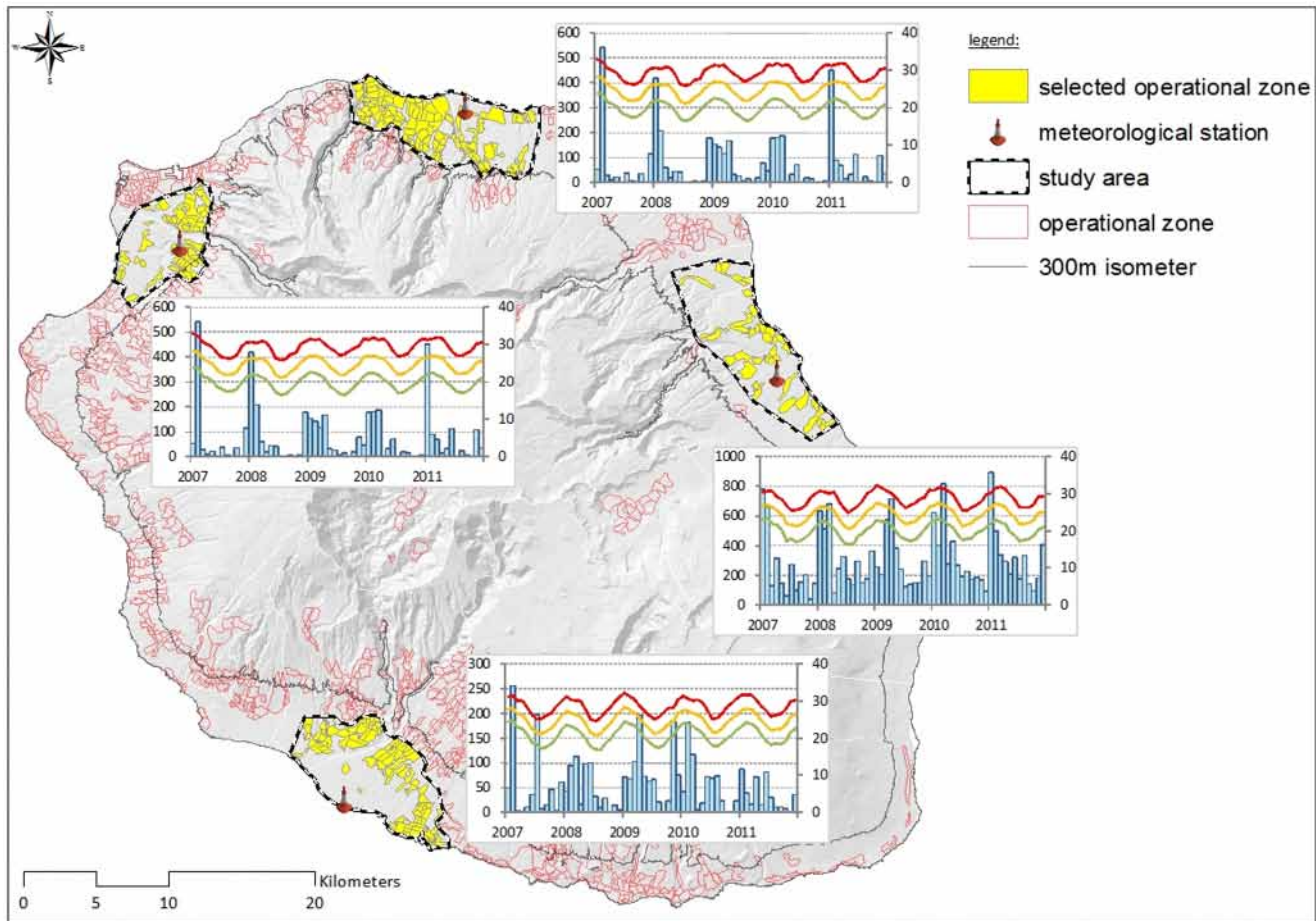 N
W
E
S
legend:
selected operational zone
meteorological station
study area
operational zone
300m isometer
600 40
500
400 30
300 20
200
100 10
0 0
2007 2008 2009 2010 2011
600 40
500
400 30
300 20
200
100 10
0 0
2007 2008 2009 2010 2011
1000 40
800
30
600
20
400
200 10
0 0
2007 2008 2009 2010 2011
300 40
250
200 30
150 20
100
50 10
0 0
2007 2008 2009 2010 2011
Kilometers
0 5 10 20